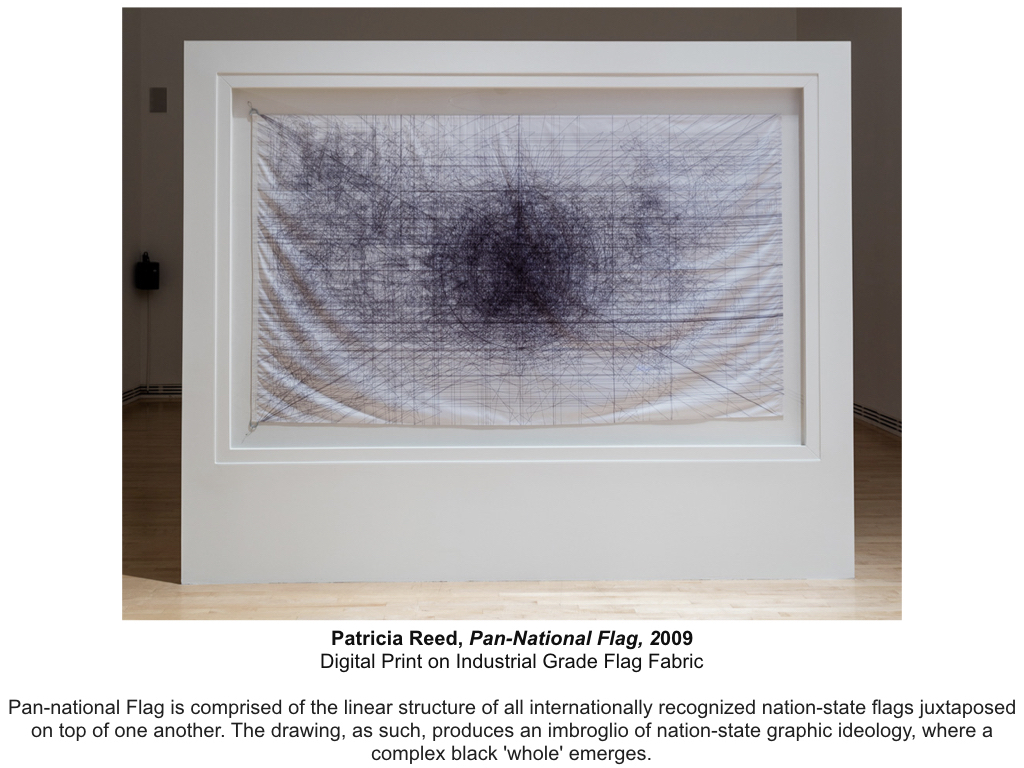 Patricia Reed, Pan-National Flag, 2009
Digital Print on Industrial Grade Flag Fabric
Pan-national Flag is comprised of the linear structure of all internationally recognized nation-state flags juxtaposed
on top of one another. The drawing, as such, produces an imbroglio of nation-state graphic ideology, where a
complex black 'whole' emerges.